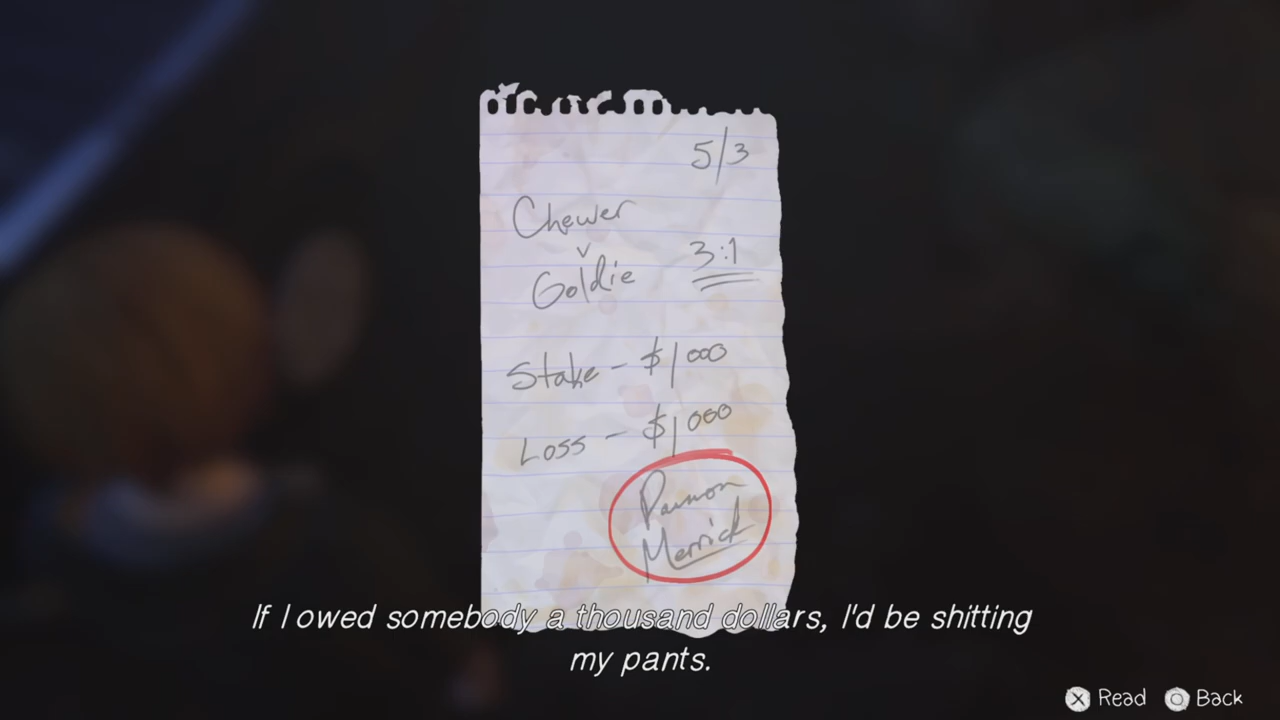 5/3
Chewer
v
Goldie 3:1
Stake - $1000
Loss - $1000
Damon
Merrick
If I owed somebody a thousand dollars, I'd be shitting
my pants.
X Read O Back